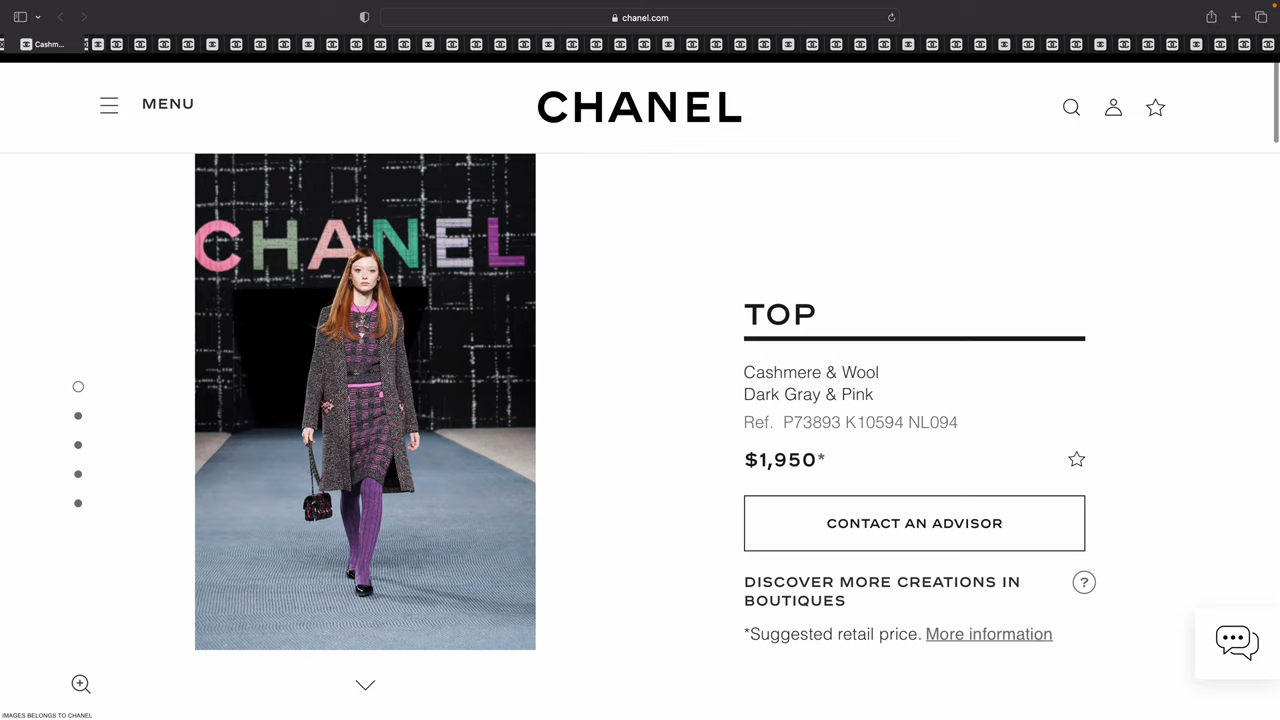 chanel.com
Cashm...
MENU
CHANEL
CHANEL
TOP
Cashmere & Wool
Dark Gray & Pink
Ref. P73893 K10594 NL094
$1,950*
CONTACT AN ADVISOR
DISCOVER MORE CREATIONS IN
BOUTIQUES
?
*Suggested retail price. More information
IMAGES BELONGS TO CHANEL